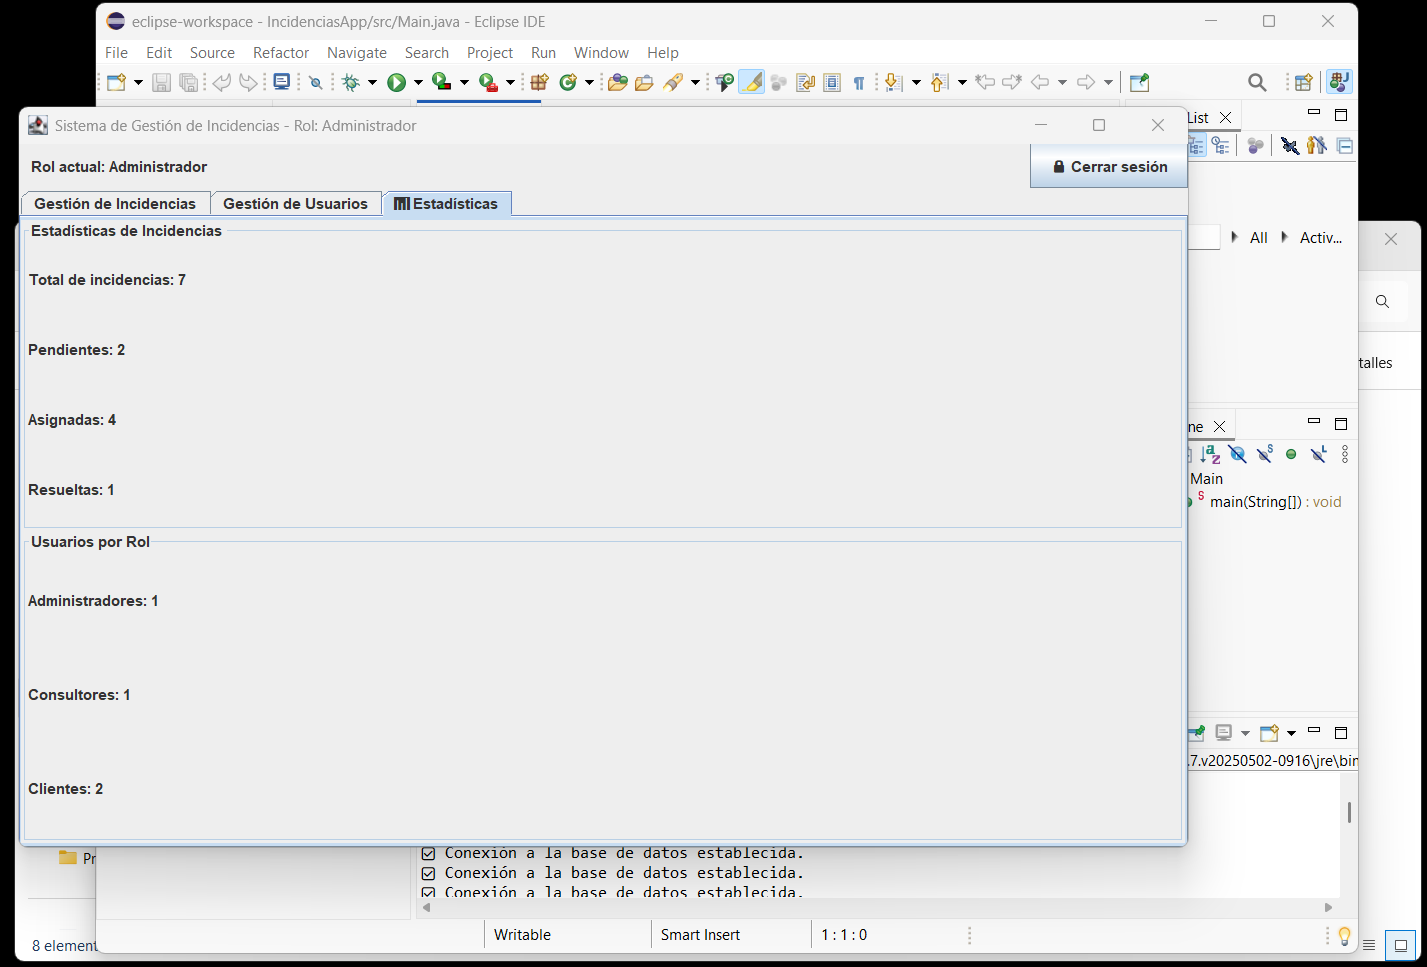 eclipse-workspace - IncidenciasApp/src/Main.java - Eclipse IDE
File Edit Source Refactor Navigate Search Project Run Window Help
Sistema de Gestión de Incidencias - Rol: Administrador
List
Rol actual: Administrador
Cerrar sesión
Gestión de Incidencias Gestión de Usuarios Estadísticas
All Activ...
Estadísticas de Incidencias
Total de incidencias: 7
Pendientes: 2
talles
Asignadas: 4
ne
Resueltas: 1
Main
main(String[]) : void
Usuarios por Rol
Administradores: 1
Consultores: 1
.7.v20250502-0916\jre\bin
Clientes: 2
Pr
Conexión a la base de datos establecida.
Conexión a la base de datos establecida.
Conexión a la base de datos establecida.
Writable Smart Insert 1 : 1 : 0
8 element